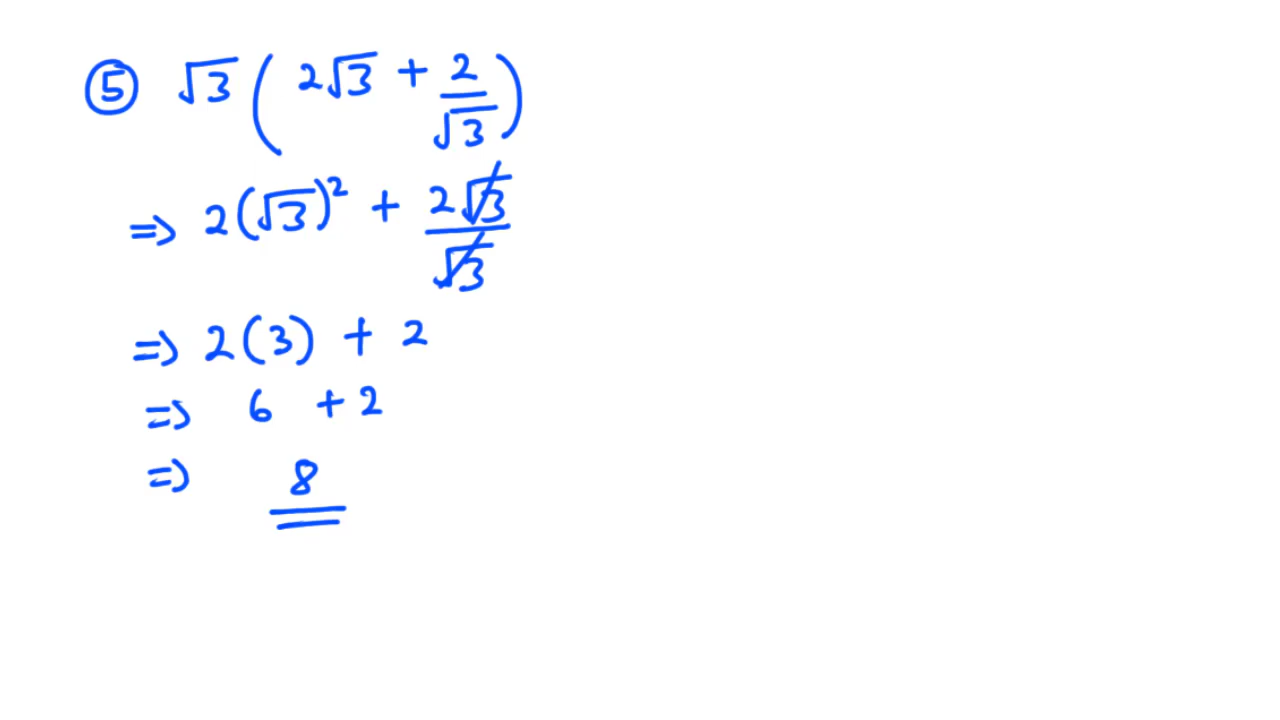 ⑤ √3 ( 2√3 + 2/√3 )
=> 2(√3)² + 2√3/√3
=> 2(3) + 2
=> 6 + 2
=> 8